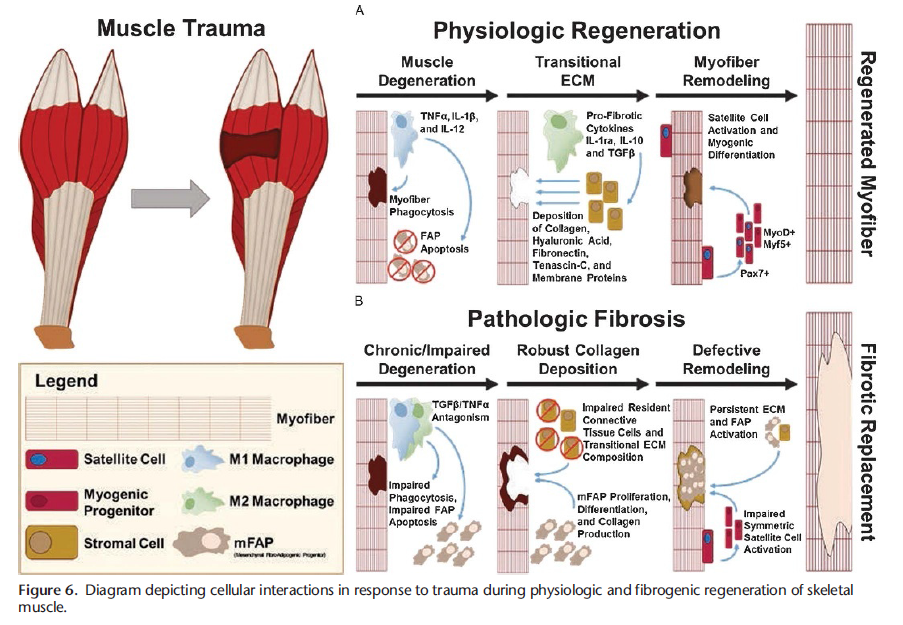 Muscle Trauma
A
Physiologic Regeneration
Muscle
Degeneration
Transitional
ECM
Myofiber
Remodeling
TNFα, IL-1β,
and IL-12
Myofiber
Phagocytosis
FAP
Apoptosis
Pro-Fibrotic
Cytokines
IL-1ra, IL-10
and TGFβ
Deposition
of Collagen,
Hyaluronic Acid,
Fibronectin,
Tenascin-C, and
Membrane Proteins
Satellite Cell
Activation and
Myogenic
Differentiation
MyoD+
Myf5+
Pax7+
Regenerated Myofiber
B
Pathologic Fibrosis
Chronic/Impaired
Degeneration
Robust Collagen
Deposition
Defective
Remodeling
TGFβ/TNFα
Antagonism
Impaired
Phagocytosis,
Impaired FAP
Apoptosis
Impaired Resident
Connective
Tissue Cells and
Transitional ECM
Composition
mFAP Proliferation,
Differentiation,
and Collagen
Production
Persistent ECM
and FAP
Activation
Impaired
Symmetric
Satellite Cell
Activation
Fibrotic Replacement
Legend
Myofiber
Satellite Cell
M1 Macrophage
Myogenic
Progenitor
M2 Macrophage
Stromal Cell
mFAP
(Mesenchymal FibroAdipogenic Progenitor)
Figure 6. Diagram depicting cellular interactions in response to trauma during physiologic and fibrogenic regeneration of skeletal
muscle.